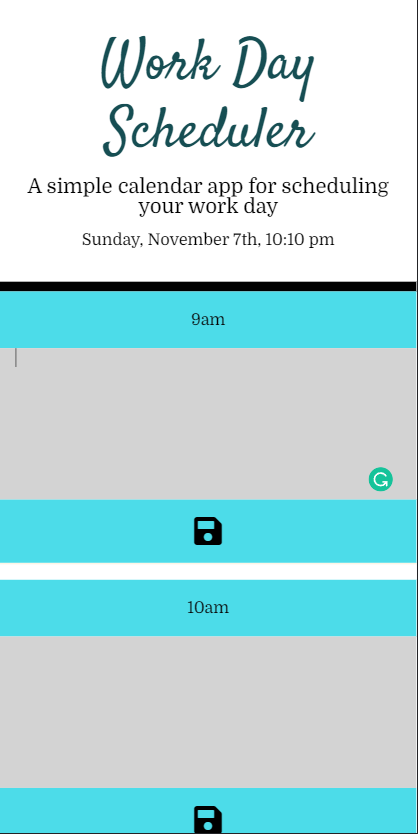 Work Day
Scheduler
A simple calendar app for scheduling
your work day
Sunday, November 7th, 10:10 pm
9am
10am